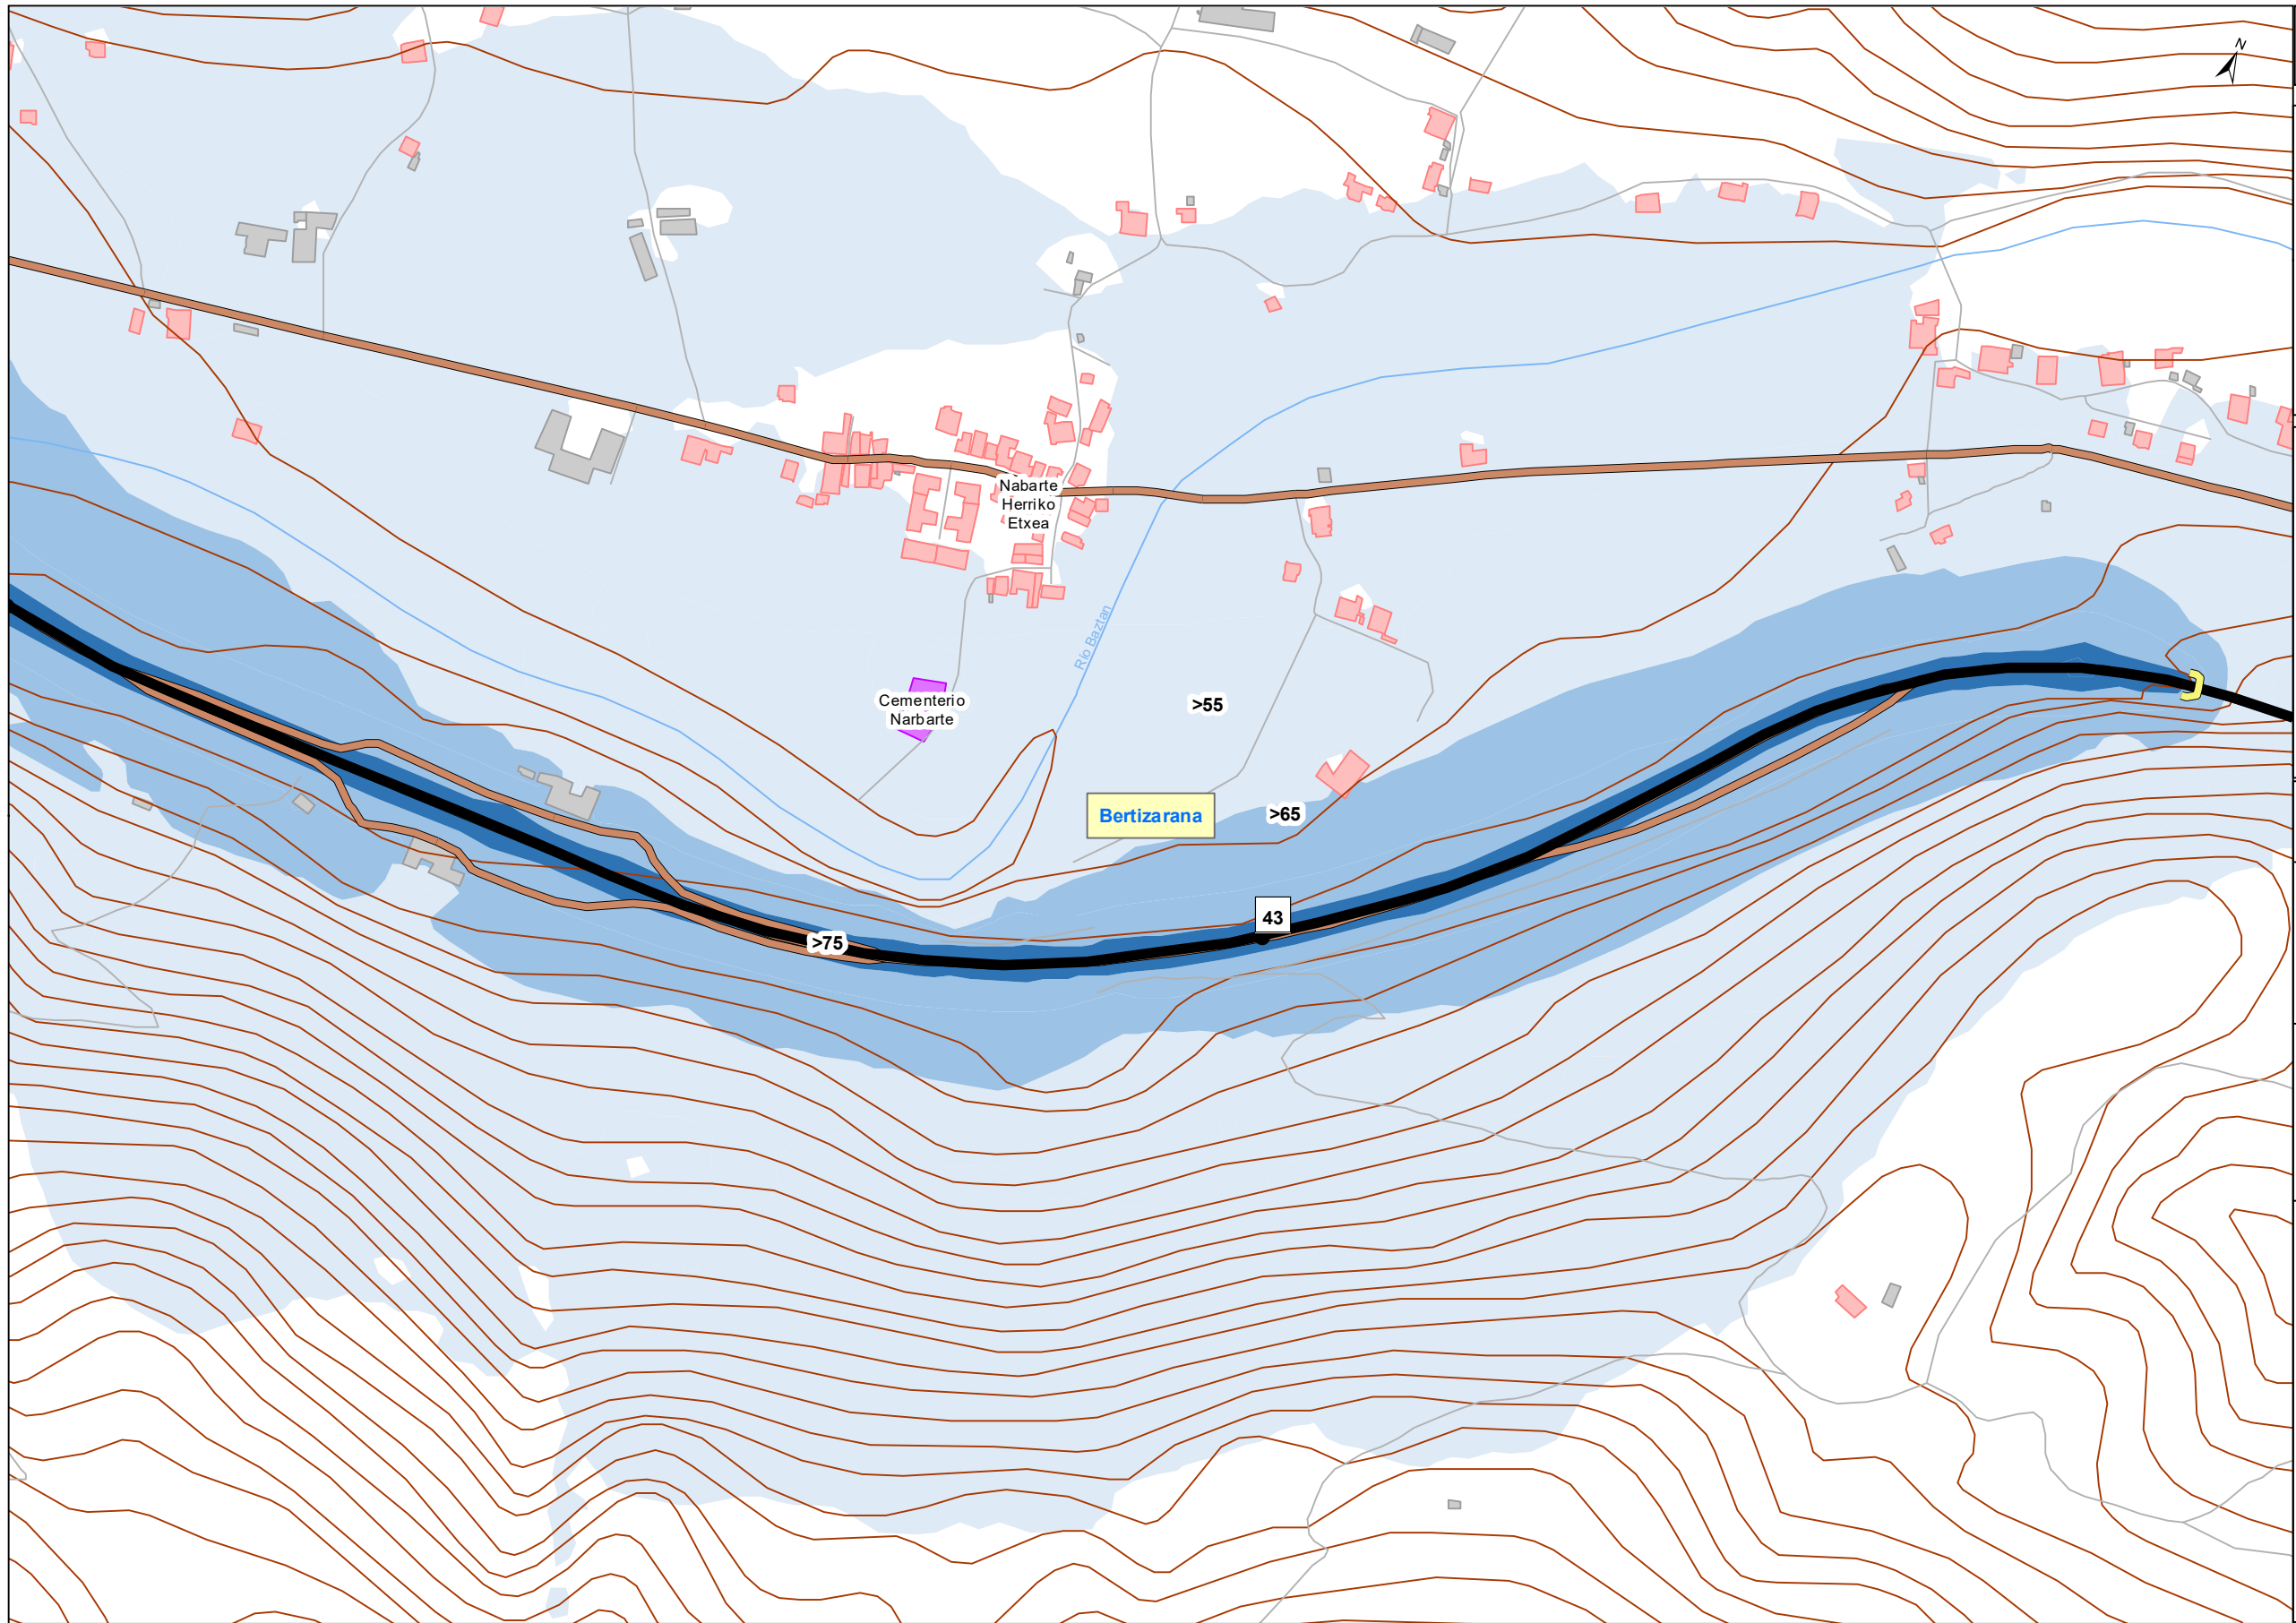 N
Nabarte
Herriko
Etxea
Río Baztan
Cementerio
Narbarte
>55
Bertizarana
>65
43
>75